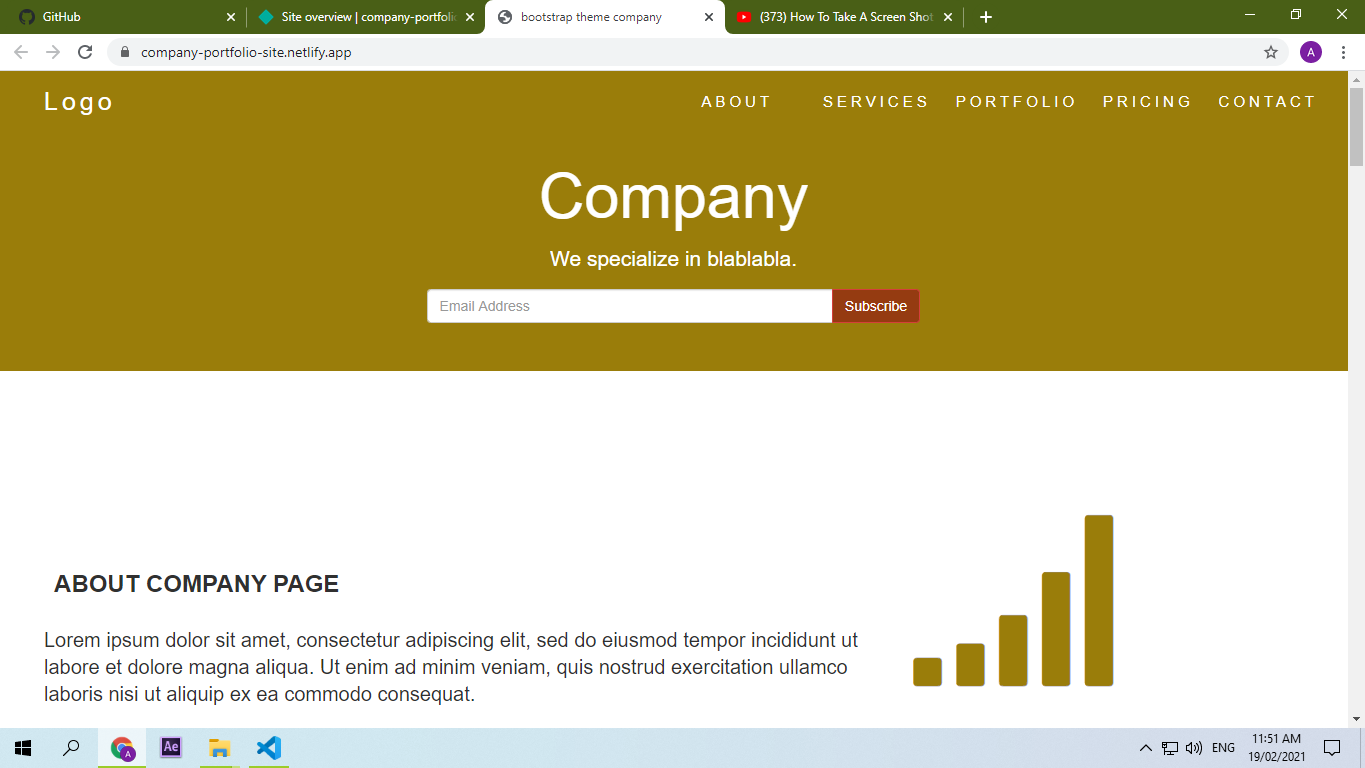 GitHub
Site overview | company-portfolio
bootstrap theme company
(373) How To Take A Screen Shot
company-portfolio-site.netlify.app
A
Logo
ABOUT SERVICES PORTFOLIO PRICING CONTACT
Company
We specialize in blablabla.
Email Address
Subscribe
ABOUT COMPANY PAGE
Lorem ipsum dolor sit amet, consectetur adipiscing elit, sed do eiusmod tempor incididunt ut
labore et dolore magna aliqua. Ut enim ad minim veniam, quis nostrud exercitation ullamco
laboris nisi ut aliquip ex ea commodo consequat.
A
Ae
ENG
11:51 AM
19/02/2021